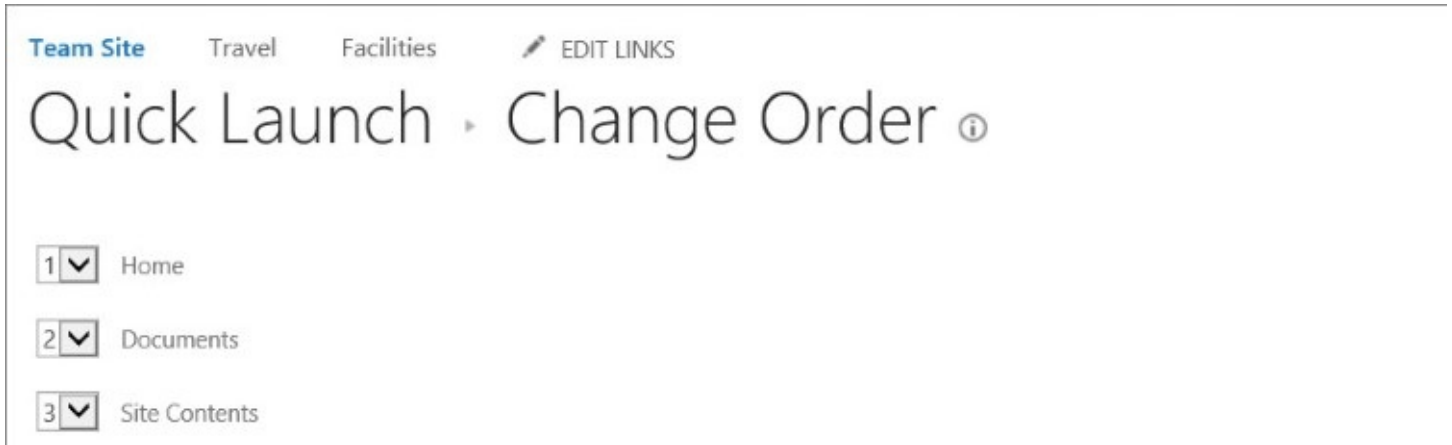 Team Site Travel Facilities EDIT LINKS
Quick Launch Change Order
1 Home
2 Documents
3 Site Contents